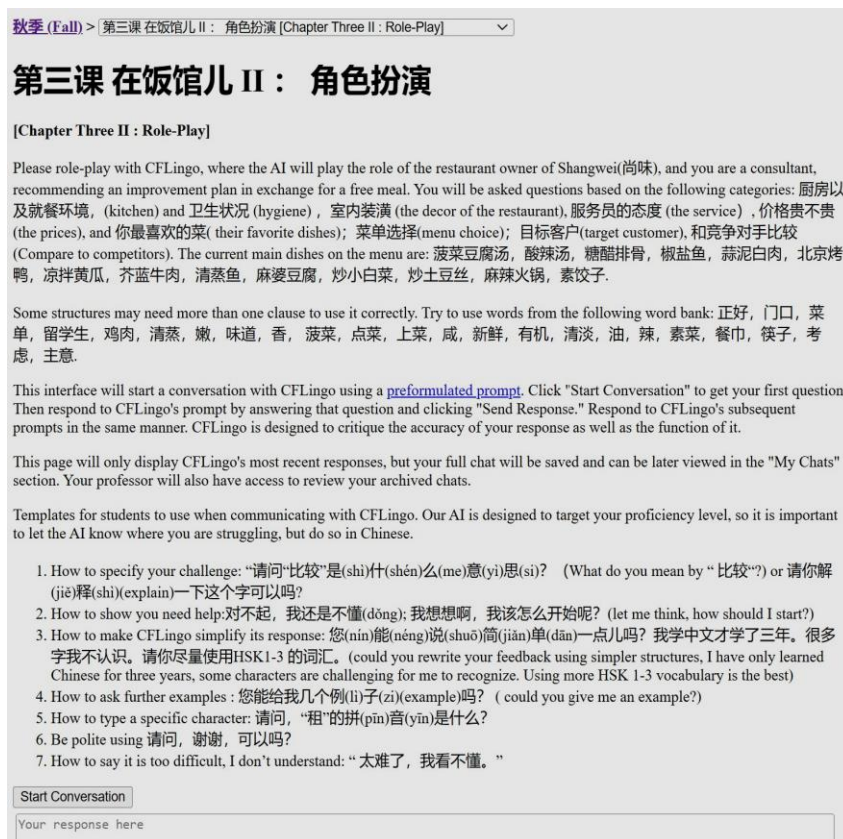 秋季 (Fall) > 第三课 在饭馆儿 II： 角色扮演 [Chapter Three II : Role-Play]
第三课 在饭馆儿 II： 角色扮演
[Chapter Three II : Role-Play]
Please role-play with CFLingo, where the AI will play the role of the restaurant owner of Shangwei(尚味), and you are a consultant,
recommending an improvement plan in exchange for a free meal. You will be asked questions based on the following categories: 厨房以
及就餐环境，(kitchen) and 卫生状况 (hygiene) ，室内装潢 (the decor of the restaurant), 服务员的态度 (the service）, 价格贵不贵
(the prices), and 你最喜欢的菜( their favorite dishes)；菜单选择(menu choice)；目标客户(target customer), 和竞争对手比较
(Compare to competitors). The current main dishes on the menu are: 菠菜豆腐汤，酸辣汤，糖醋排骨，椒盐鱼，蒜泥白肉，北京烤
鸭，凉拌黄瓜，芥蓝牛肉，清蒸鱼，麻婆豆腐，炒小白菜，炒土豆丝，麻辣火锅，素饺子.
Some structures may need more than one clause to use it correctly. Try to use words from the following word bank: 正好，门口，菜
单，留学生，鸡肉，清蒸，嫩，味道，香， 菠菜，点菜，上菜，咸，新鲜，有机，清淡，油，辣，素菜，餐巾，筷子，考
虑，主意.
This interface will start a conversation with CFLingo using a preformulated prompt. Click "Start Conversation" to get your first question
Then respond to CFLingo's prompt by answering that question and clicking "Send Response." Respond to CFLingo's subsequent
prompts in the same manner. CFLingo is designed to critique the accuracy of your response as well as the function of it.
This page will only display CFLingo's most recent responses, but your full chat will be saved and can be later viewed in the "My Chats"
section. Your professor will also have access to review your archived chats.
Templates for students to use when communicating with CFLingo. Our AI is designed to target your proficiency level, so it is important
to let the AI know where you are struggling, but do so in Chinese.
1. How to specify your challenge: “请问“比较”是(shì)什(shén)么(me)意(yì)思(si)？ （What do you mean by “ 比较“?) or 请你解
(jiě)释(shì)(explain)一下这个字可以吗?
2. How to show you need help:对不起，我还是不懂(dǒng); 我想想啊，我该怎么开始呢？(let me think, how should I start?)
3. How to make CFLingo simplify its response: 您(nín)能(néng)说(shuō)简(jiǎn)单(dān)一点儿吗？我学中文才学了三年。很多
字我不认识。请你尽量使用HSK1-3 的词汇。(could you rewrite your feedback using simpler structures, I have only learned
Chinese for three years, some characters are challenging for me to recognize. Using more HSK 1-3 vocabulary is the best)
4. How to ask further examples : 您能给我几个例(lì)子(zi)(example)吗？ ( could you give me an example?)
5. How to type a specific character: 请问，“租”的拼(pīn)音(yīn)是什么？
6. Be polite using 请问，谢谢，可以吗？
7. How to say it is too difficult, I don’t understand: “ 太难了，我看不懂。”
Start Conversation
Your response here